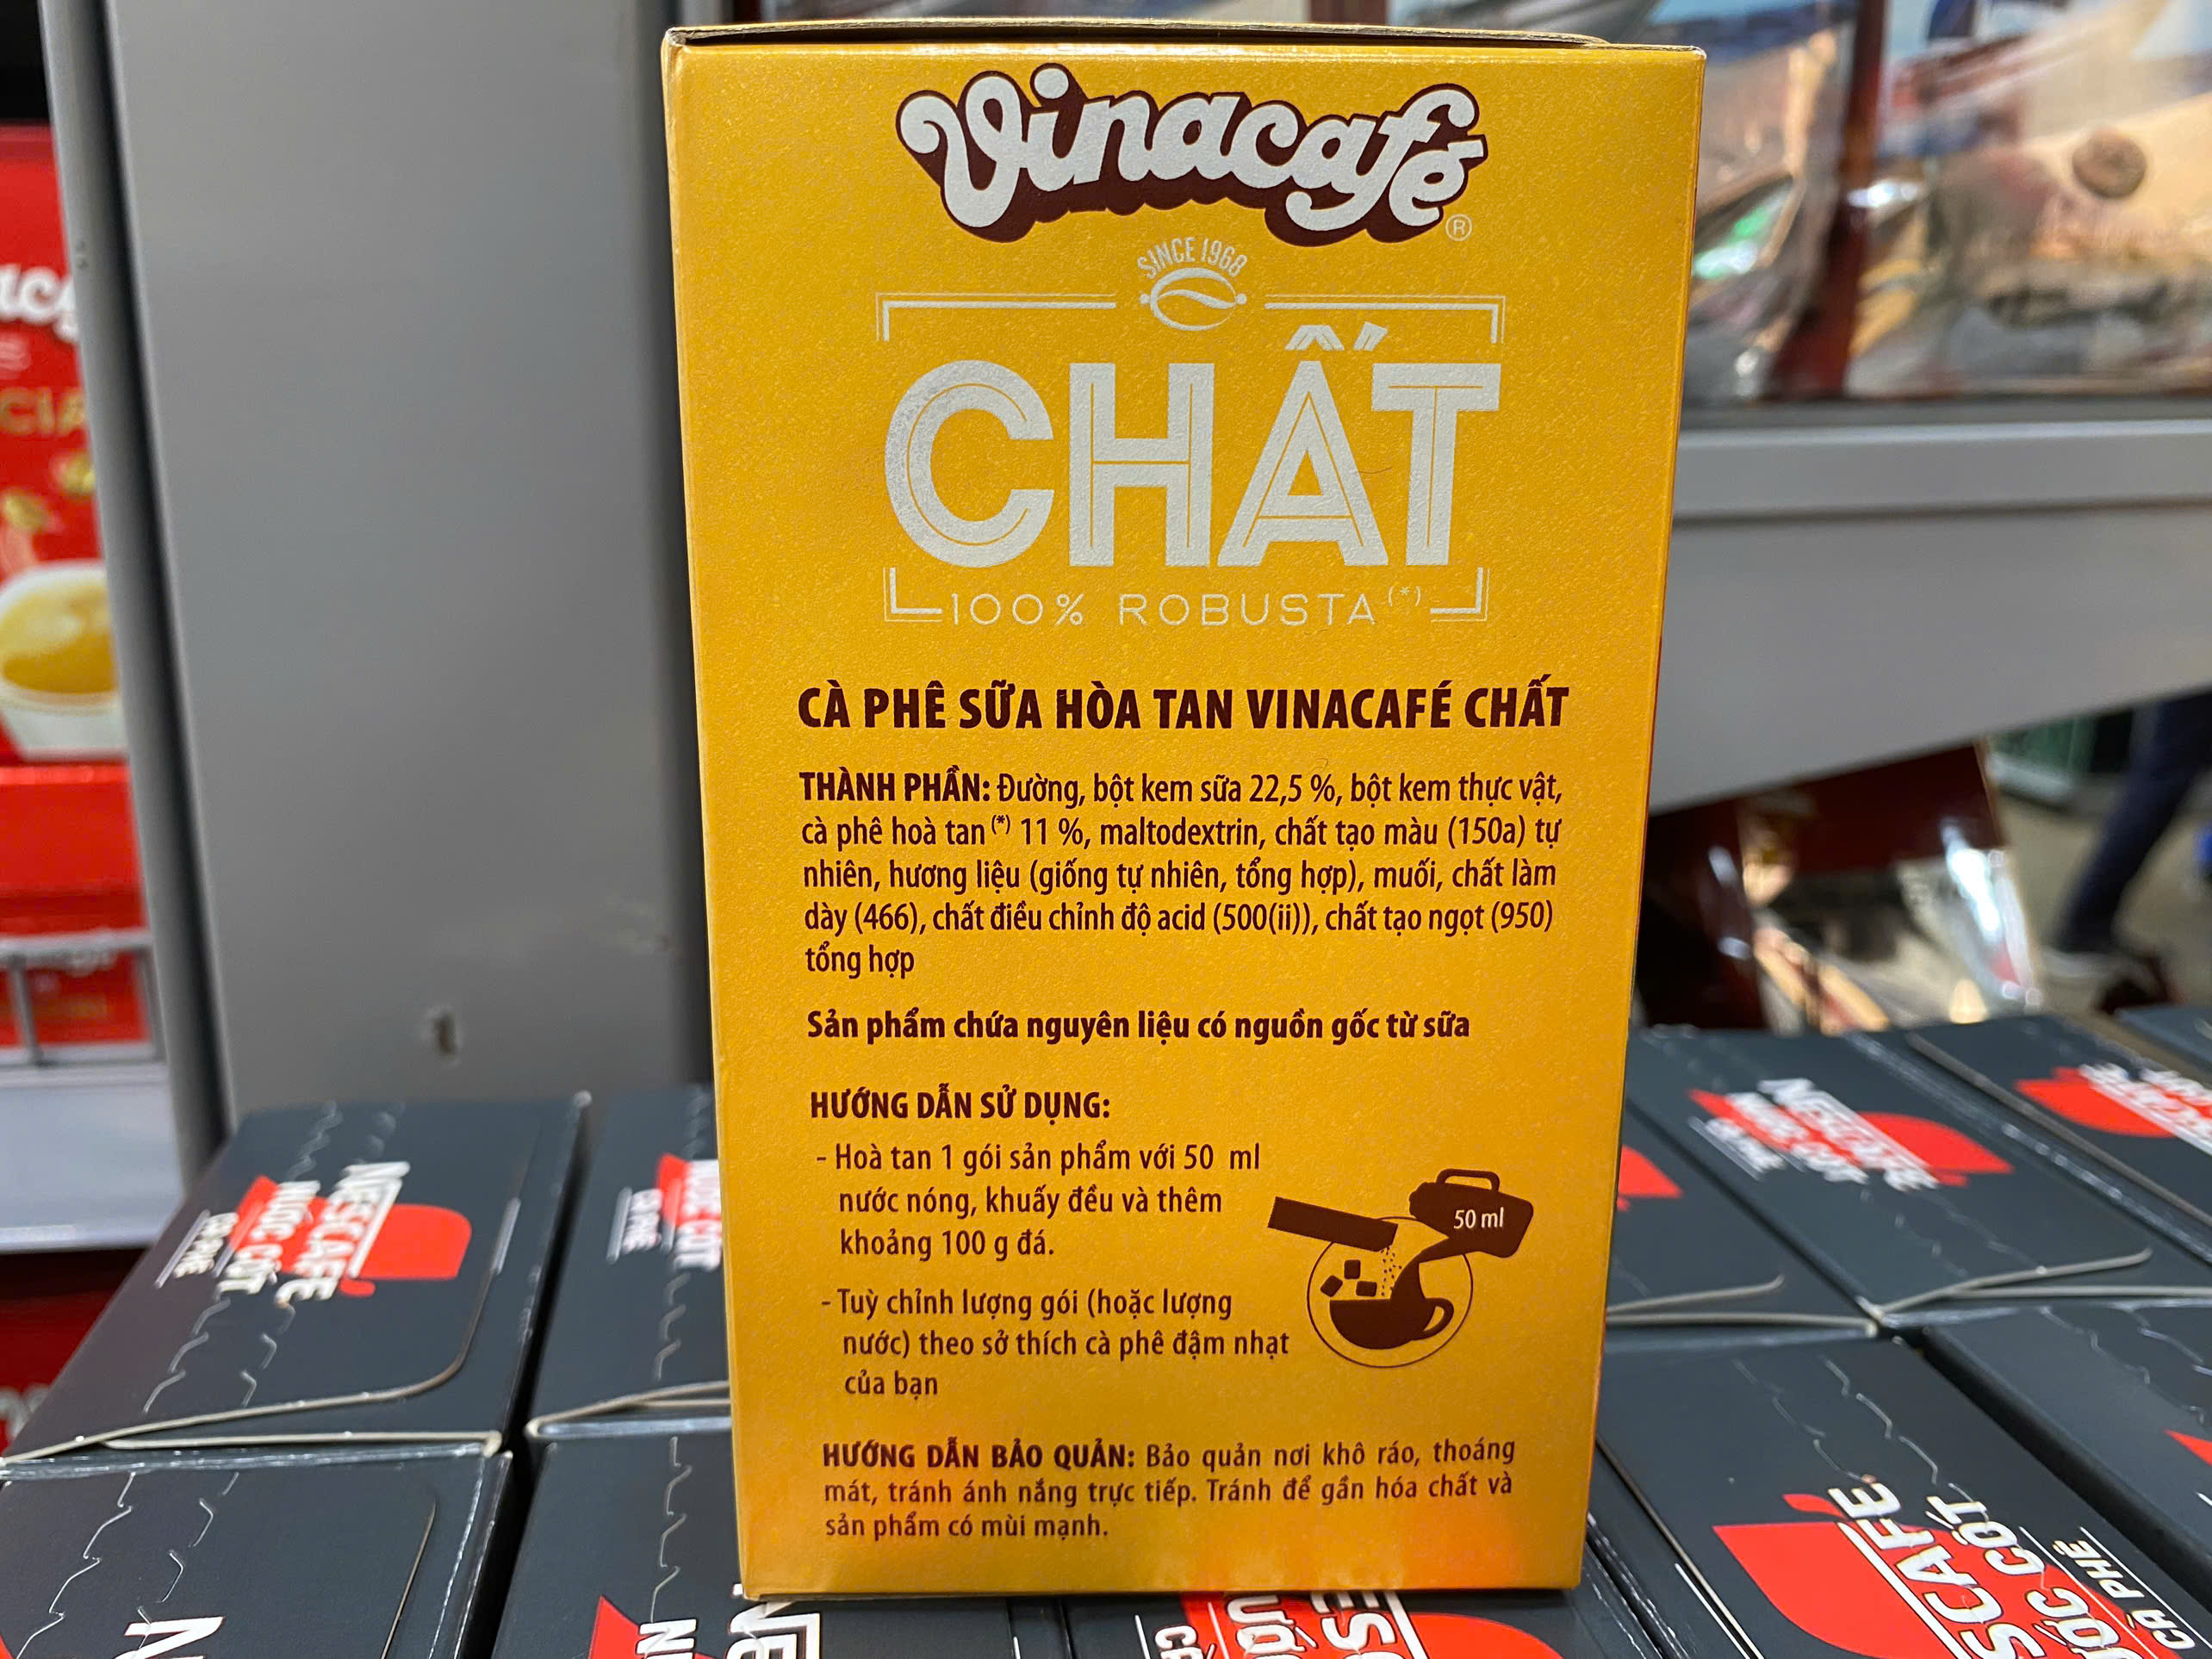 Vinacafé
®
SINCE 1968
CHẤT
100% ROBUSTA (*)
CÀ PHÊ SỮA HÒA TAN VINACAFÉ CHẤT
THÀNH PHẦN: Đường, bột kem sữa 22,5 %, bột kem thực vật,
cà phê hoà tan (*) 11 %, maltodextrin, chất tạo màu (150a) tự
nhiên, hương liệu (giống tự nhiên, tổng hợp), muối, chất làm
dày (466), chất điều chỉnh độ acid (500(ii)), chất tạo ngọt (950)
tổng hợp
Sản phẩm chứa nguyên liệu có nguồn gốc từ sữa
HƯỚNG DẪN SỬ DỤNG:
- Hoà tan 1 gói sản phẩm với 50 ml
nước nóng, khuấy đều và thêm
khoảng 100 g đá.
50 ml
- Tuỳ chỉnh lượng gói (hoặc lượng
nước) theo sở thích cà phê đậm nhạt
của bạn
HƯỚNG DẪN BẢO QUẢN: Bảo quản nơi khô ráo, thoáng
mát, tránh ánh nắng trực tiếp. Tránh để gần hóa chất và
sản phẩm có mùi mạnh.
NESCAFÉ
NƯỚC CỐT
CÀ PHÊ
NESCAFÉ
CÀ PHÊ